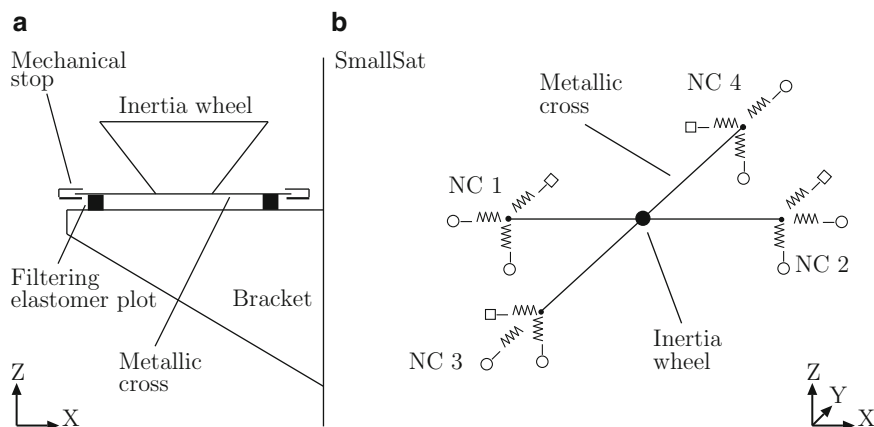 a
Mechanical
stop
Inertia wheel
SmallSat
Filtering
elastomer plot
Bracket
Metallic
cross
Z
X
b
Metallic
cross
NC 4
NC 1
NC 2
NC 3
Inertia
wheel
Z
Y
X